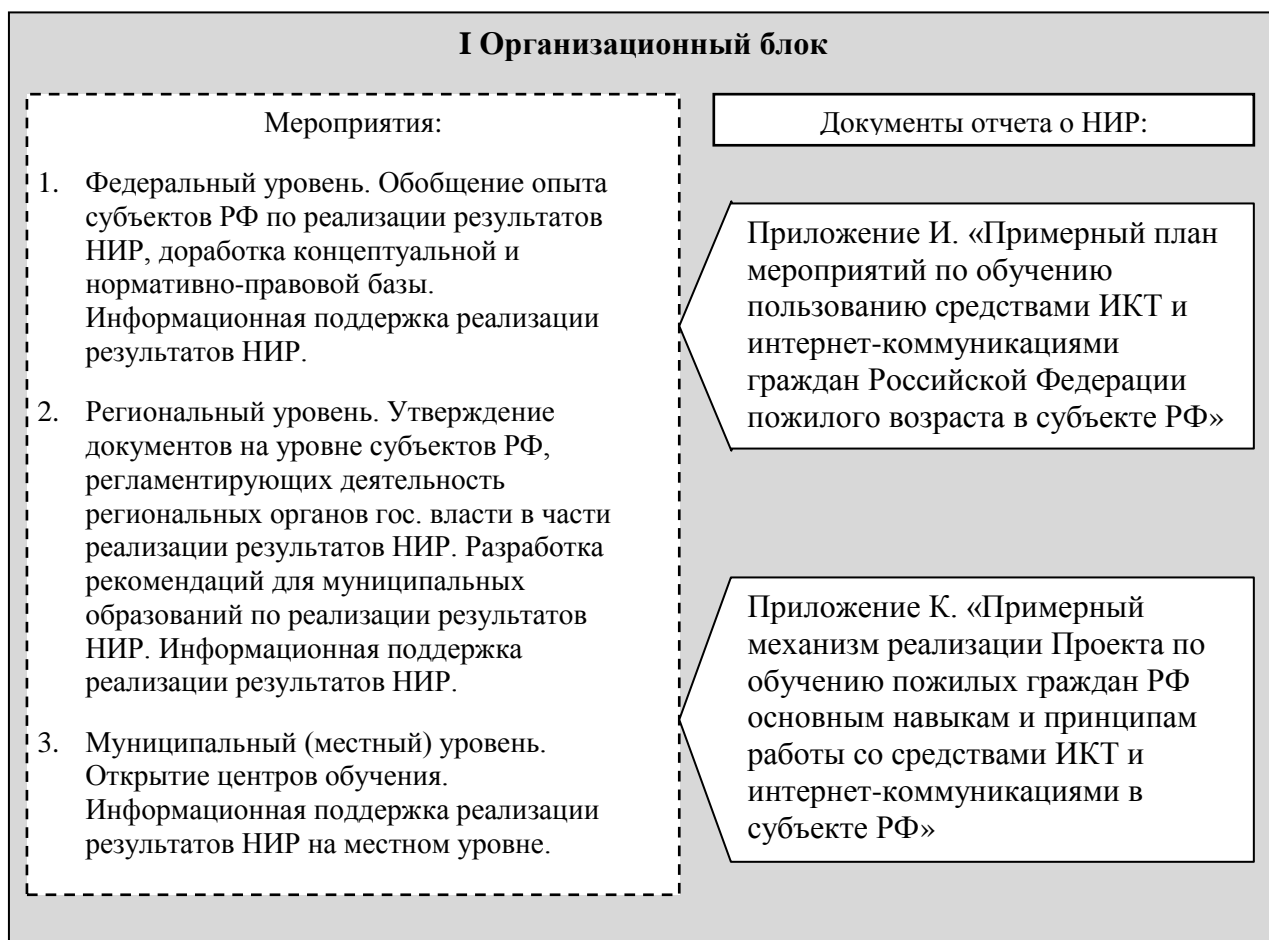 I Организационный блок
Мероприятия:
1. Федеральный уровень. Обобщение опыта
субъектов РФ по реализации результатов
НИР, доработка концептуальной и
нормативно-правовой базы.
Информационная поддержка реализации
результатов НИР.
2. Региональный уровень. Утверждение
документов на уровне субъектов РФ,
регламентирующих деятельность
региональных органов гос. власти в части
реализации результатов НИР. Разработка
рекомендаций для муниципальных
образований по реализации результатов
НИР. Информационная поддержка
реализации результатов НИР.
3. Муниципальный (местный) уровень.
Открытие центров обучения.
Информационная поддержка реализации
результатов НИР на местном уровне.
Документы отчета о НИР:
Приложение И. «Примерный план
мероприятий по обучению
пользованию средствами ИКТ и
интернет-коммуникациями
граждан Российской Федерации
пожилого возраста в субъекте РФ»
Приложение К. «Примерный
механизм реализации Проекта по
обучению пожилых граждан РФ
основным навыкам и принципам
работы со средствами ИКТ и
интернет-коммуникациями в
субъекте РФ»